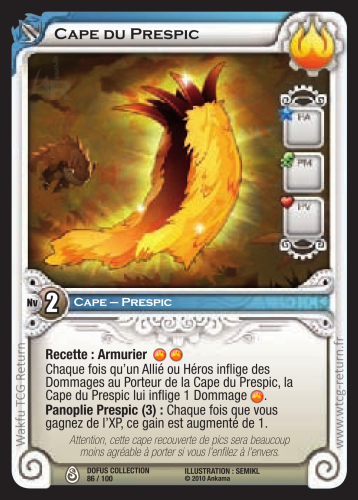 Cape du Prespic
PA
PM
PV
Nv 2 Cape – Prespic
Recette : Armurier
Chaque fois qu'un Allié ou Héros inflige des
Dommages au Porteur de la Cape du Prespic, la
Cape du Prespic lui inflige 1 Dommage .
Panoplie Prespic (3) : Chaque fois que vous
gagnez de l'XP, ce gain est augmenté de 1.
Attention, cette cape recouverte de pics sera beaucoup
moins agréable à porter si vous l'enfilez à l'envers.
DOFUS COLLECTION
86 / 100
ILLUSTRATION : SEMIKL
© 2010 Ankama
Wakfu TCG Return
www.wtcg-return.fr